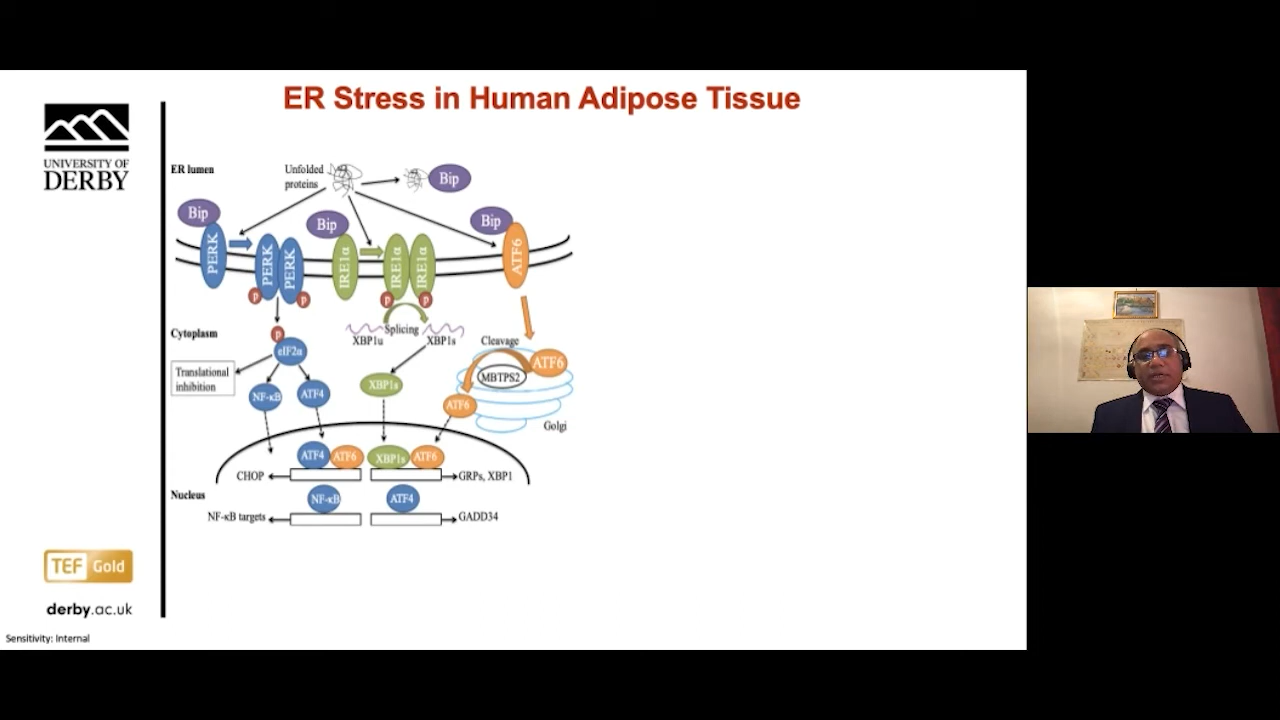 ER Stress in Human Adipose Tissue
UNIVERSITY OF
DERBY
ER lumen
Unfolded
proteins
Bip
Bip
Bip
Bip
PERK
PERK
PERK
IRE1α
IRE1α
IRE1α
ATF6
p
p
p
p
Cytoplasm
p
eIF2α
Translational
inhibition
NF-κB
ATF4
Splicing
XBP1u
XBP1s
XBP1s
Cleavage
ATF6
MBTPS2
ATF6
Golgi
ATF4
ATF6
XBP1s
ATF6
CHOP
GRPs, XBP1
Nucleus
NF-κB
ATF4
NF-κB targets
GADD34
TEF Gold
derby.ac.uk
Sensitivity: Internal